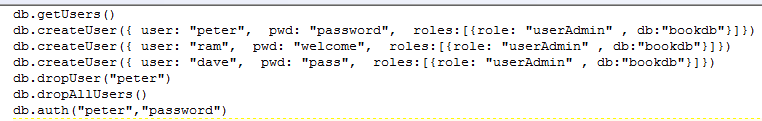 db.getUsers()
db.createUser({ user: "peter",  pwd: "password",  roles:[{role: "userAdmin" , db:"bookdb"}]})
db.createUser({ user: "ram",  pwd: "welcome",  roles:[{role: "userAdmin" , db:"bookdb"}]})
db.createUser({ user: "dave",  pwd: "pass",  roles:[{role: "userAdmin" , db:"bookdb"}]})
db.dropUser("peter")
db.dropAllUsers()
db.auth("peter","password")